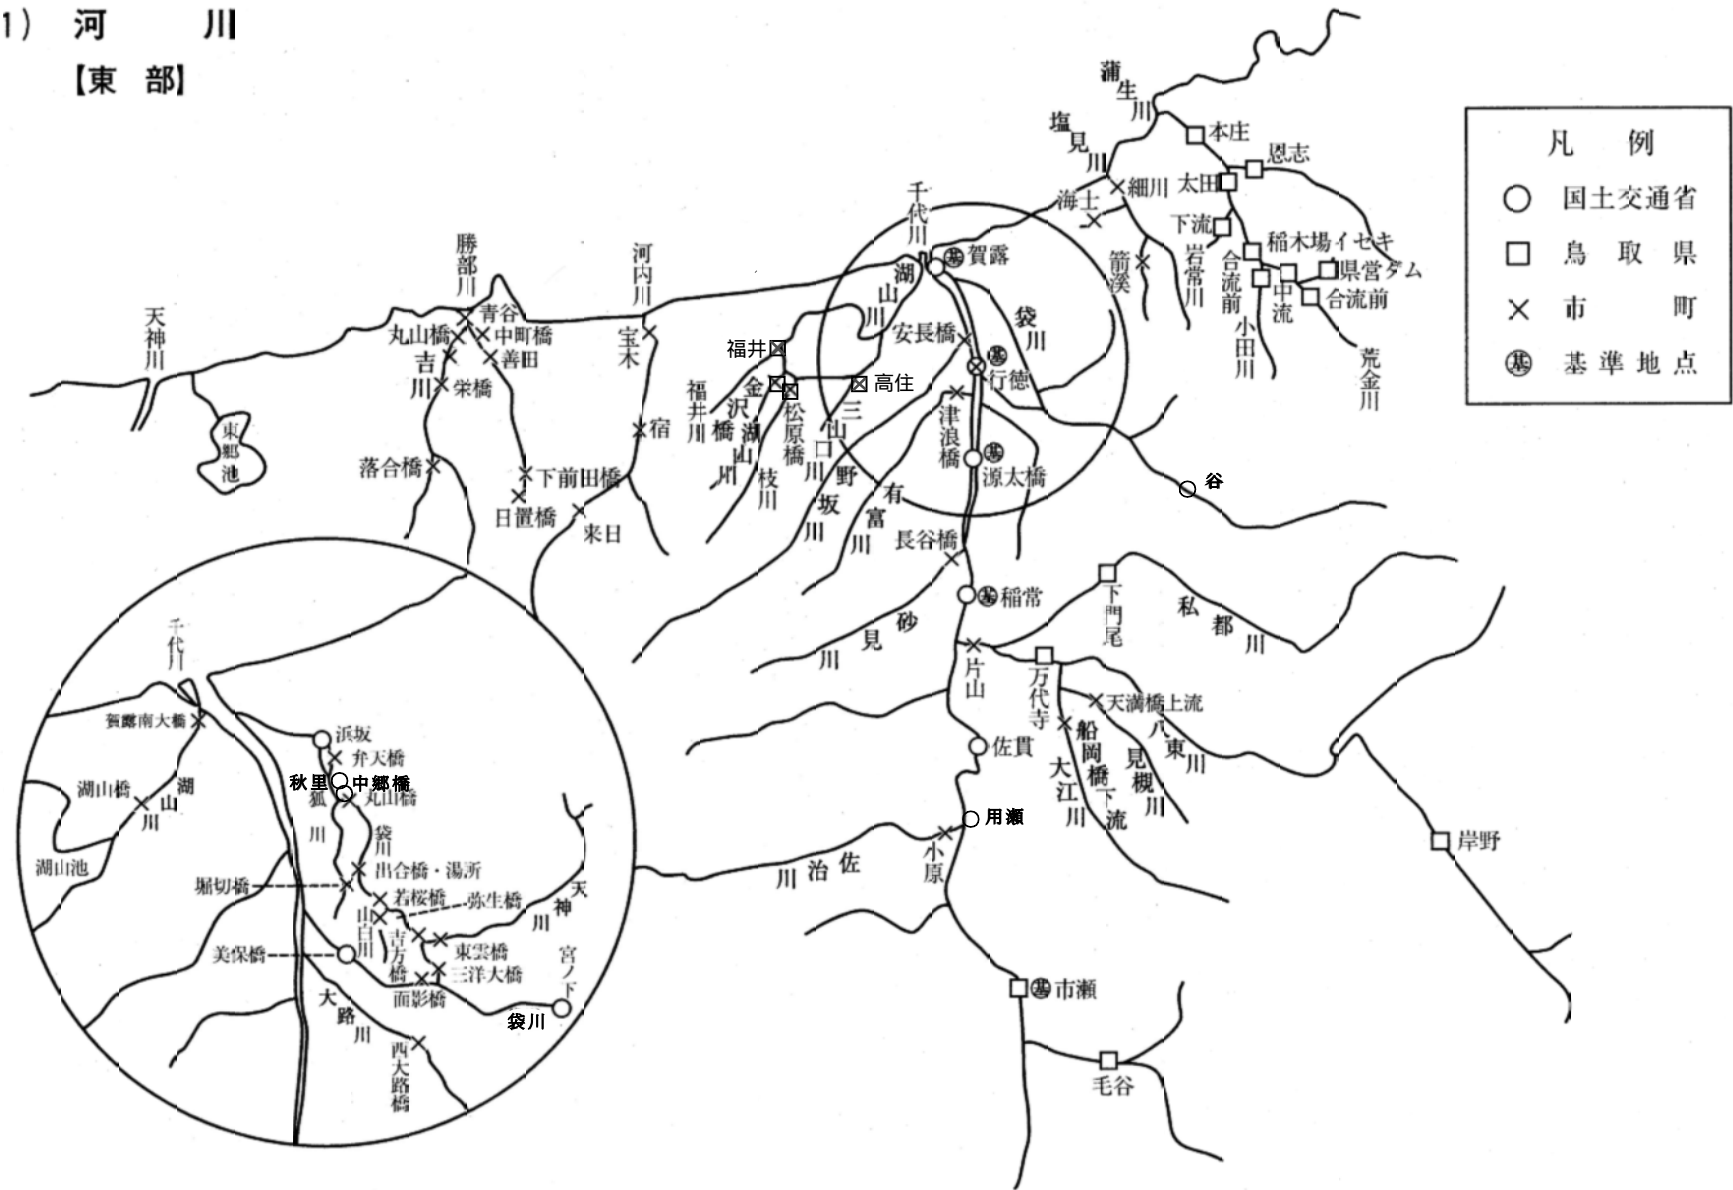 1) 河 川
【東 部】
凡 例
国土交通省
鳥 取 県
市 町
基 基準地点
蒲生川
塩見川
本庄
恩志
細川
太田
海士
下流
稲木場イセキ
県営ダム
合流前
中流
合流前
箭溪
岩常川
小田川
荒金川
千代川
基 賀露
湖山川
袋川
安長橋
基
行徳
津浪橋
基
源太橋
谷
勝部川
河内川
天神川
青谷
丸山橋
中町橋
善田
吉川
栄橋
東郷池
落合橋
下前田橋
日置橋
宝木
宿
来日
福井
高住
福井川
金沢橋
湖山川
松原橋
枝川
三山口川
野坂川
有富川
長谷橋
基 稲常
砂見川
下門尾
私都川
片山
万代寺
天満橋上流
八東川
船岡橋下流
見槻川
大江川
佐貫
用瀬
小原
佐治川
岸野
基 市瀬
毛谷
千代川
賀露南大橋
浜坂
弁天橋
秋里
中郷橋
丸山橋
狐川
袋川
湖山橋
湖山川
湖山池
出合橋・湯所
堀切橋
若桜橋
弥生橋
山白川
吉方橋
天神川
東雲橋
三洋大橋
美保橋
面影橋
宮ノ下
袋川
大路川
西大路橋